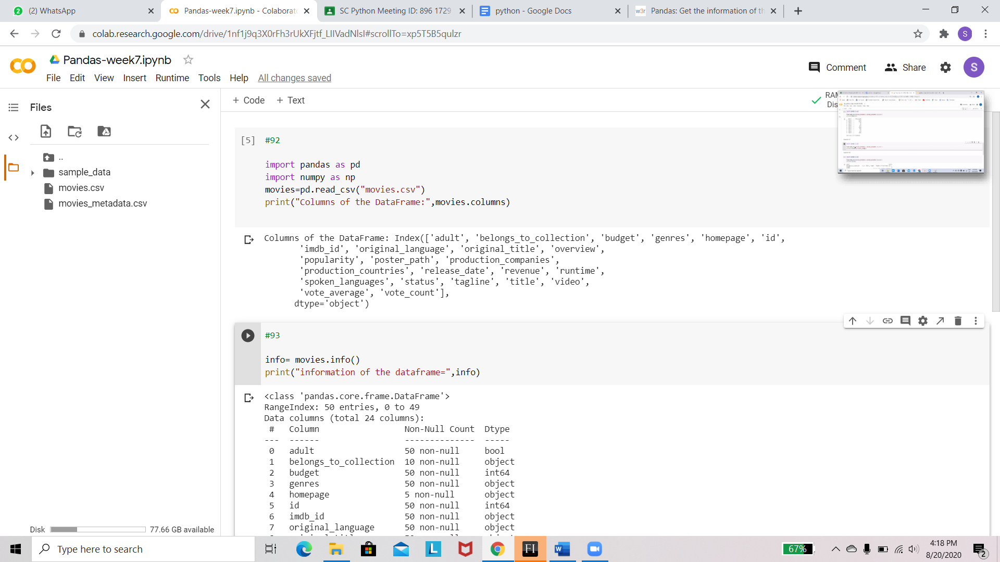 (2) WhatsApp
Pandas-week7.ipynb - Colaborat
SC Python Meeting ID: 896 1729
python - Google Docs
w3r Pandas: Get the information of th
colab.research.google.com/drive/1nf1j9q3X0rFh3rUkXFjtf_LIIVadNlsI#scrollTo=xp5T5B5qulzr
S
Pandas-week7.ipynb
File Edit View Insert Runtime Tools Help All changes saved
Comment Share S
Files
+ Code + Text
RAM
Dis
..
sample_data
movies.csv
movies_metadata.csv
[5] #92
import pandas as pd
import numpy as np
movies=pd.read_csv("movies.csv")
print("Columns of the DataFrame:",movies.columns)
Columns of the DataFrame: Index(['adult', 'belongs_to_collection', 'budget', 'genres', 'homepage', 'id',
'imdb_id', 'original_language', 'original_title', 'overview',
'popularity', 'poster_path', 'production_companies',
'production_countries', 'release_date', 'revenue', 'runtime',
'spoken_languages', 'status', 'tagline', 'title', 'video',
'vote_average', 'vote_count'],
dtype='object')
#93
info= movies.info()
print("information of the dataframe=",info)
<class 'pandas.core.frame.DataFrame'>
RangeIndex: 50 entries, 0 to 49
Data columns (total 24 columns):
# Column Non-Null Count Dtype
--- ------ -------------- -----
0 adult 50 non-null bool
1 belongs_to_collection 10 non-null object
2 budget 50 non-null int64
3 genres 50 non-null object
4 homepage 5 non-null object
5 id 50 non-null int64
6 imdb_id 50 non-null object
7 original_language 50 non-null object
Disk 77.66 GB available
Type here to search
67%
4:18 PM
8/20/2020
2